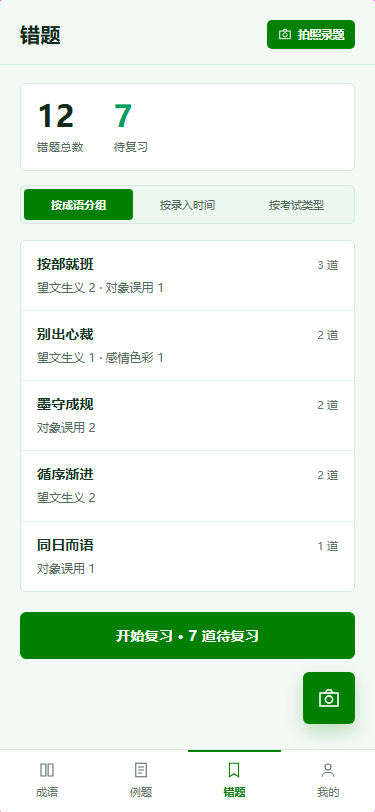 错题
拍照录题
12
7
错题总数
待复习
按成语分组
按录入时间
按考试类型
按部就班
3 道
望文生义 2 · 对象误用 1
别出心裁
2 道
望文生义 1 · 感情色彩 1
墨守成规
2 道
对象误用 2
循序渐进
2 道
望文生义 2
同日而语
1 道
对象误用 1
开始复习 • 7 道待复习
成语
例题
错题
我的